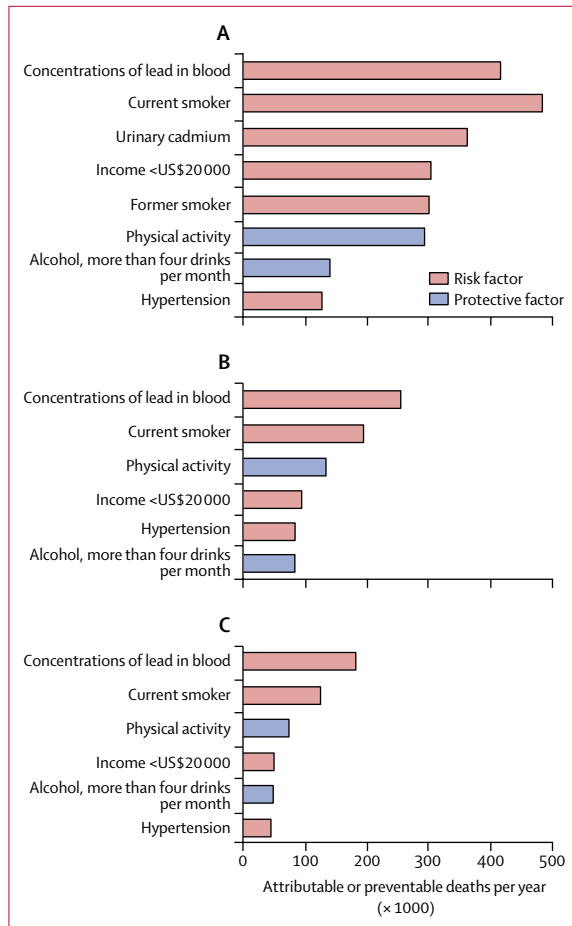 A
Concentrations of lead in blood
Current smoker
Urinary cadmium
Income <US$20 000
Former smoker
Physical activity
Alcohol, more than four drinks
per month
Hypertension
Risk factor
Protective factor
B
Concentrations of lead in blood
Current smoker
Physical activity
Income <US$20 000
Hypertension
Alcohol, more than four drinks
per month
C
Concentrations of lead in blood
Current smoker
Physical activity
Income <US$20 000
Alcohol, more than four drinks
per month
Hypertension
0 100 200 300 400 500
Attributable or preventable deaths per year
(× 1000)